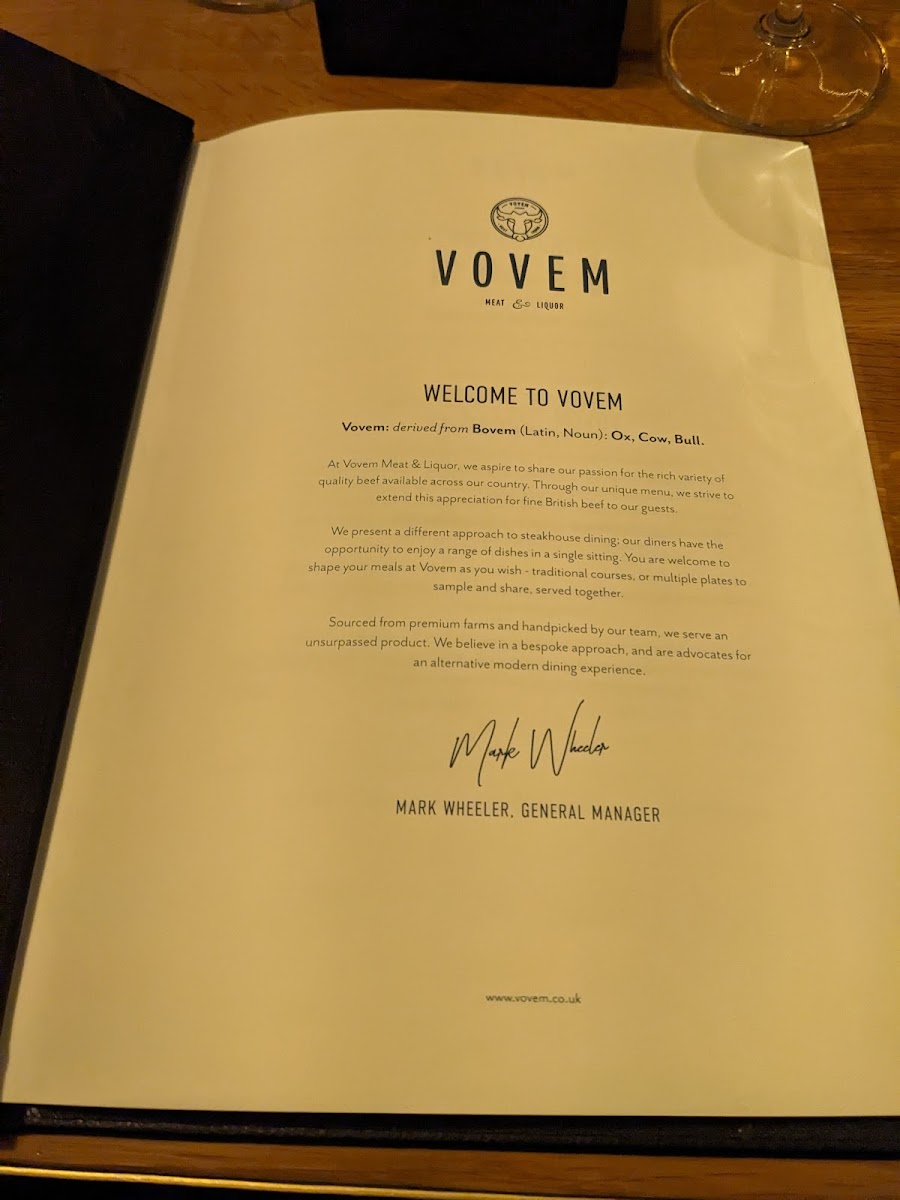 VOVEM
VOVEM
MEAT & LIQUOR
WELCOME TO VOVEM
Vovem: derived from Bovem (Latin, Noun): Ox, Cow, Bull.
At Vovem Meat & Liquor, we aspire to share our passion for the rich variety of
quality beef available across our country. Through our unique menu, we strive to
extend this appreciation for fine British beef to our guests.
We present a different approach to steakhouse dining; our diners have the
opportunity to enjoy a range of dishes in a single sitting. You are welcome to
shape your meals at Vovem as you wish - traditional courses, or multiple plates to
sample and share, served together.
Sourced from premium farms and handpicked by our team, we serve an
unsurpassed product. We believe in a bespoke approach, and are advocates for
an alternative modern dining experience.
Mark Wheeler
MARK WHEELER, GENERAL MANAGER
www.vovem.co.uk